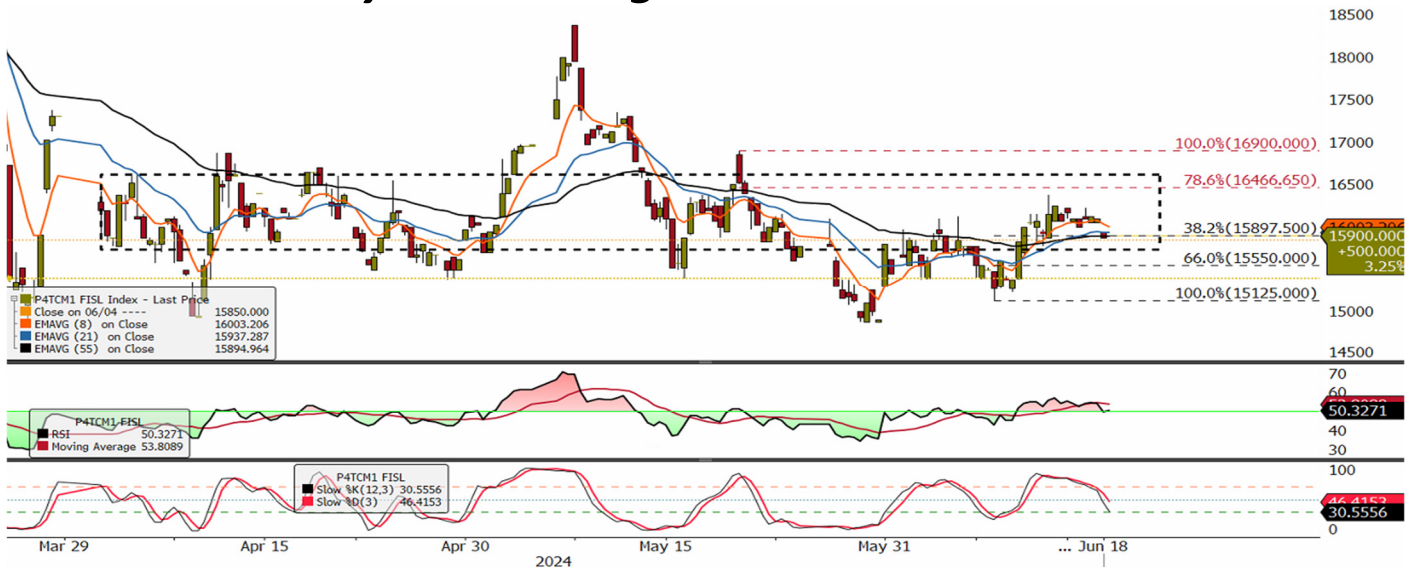 18500
18000
17500
17000
16500
15000
14500
100.0%(16900.000)
78.6%(16466.650)
38.2%(15897.500)
66.0%(15550.000)
100.0%(15125.000)
15900.000
+500.000
3.25%
P4TCM1 FISL Index - Last Price
Close on 06/04 ---- 15850.000
EMAVG (8) on Close 16003.206
EMAVG (21) on Close 15937.287
EMAVG (55) on Close 15894.964
70
60
50.3271
40
30
P4TCM1 FISL
RSI 50.3271
Moving Average 53.8089
100
46.4153
30.5556
0
P4TCM1 FISL
Slow %K(12,3) 30.5556
Slow %D(3) 46.4153
Mar 29 Apr 15 Apr 30 May 15 May 31 ... Jun 18
2024